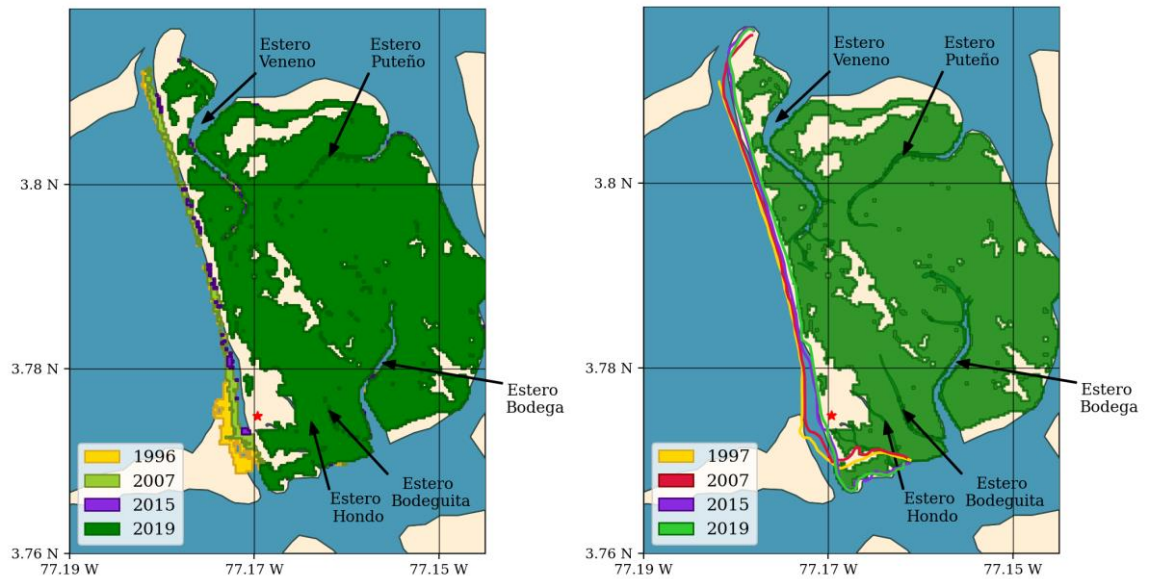 Estero
Veneno
Estero
Puteño
3.8 N
3.78 N
3.76 N
Estero
Bodega
Estero
Bodeguita
Estero
Hondo
1996
2007
2015
2019
77.19 W
77.17 W
77.15 W
Estero
Veneno
Estero
Puteño
3.8 N
3.78 N
3.76 N
Estero
Bodega
Estero
Bodeguita
Estero
Hondo
1997
2007
2015
2019
77.19 W
77.17 W
77.15 W